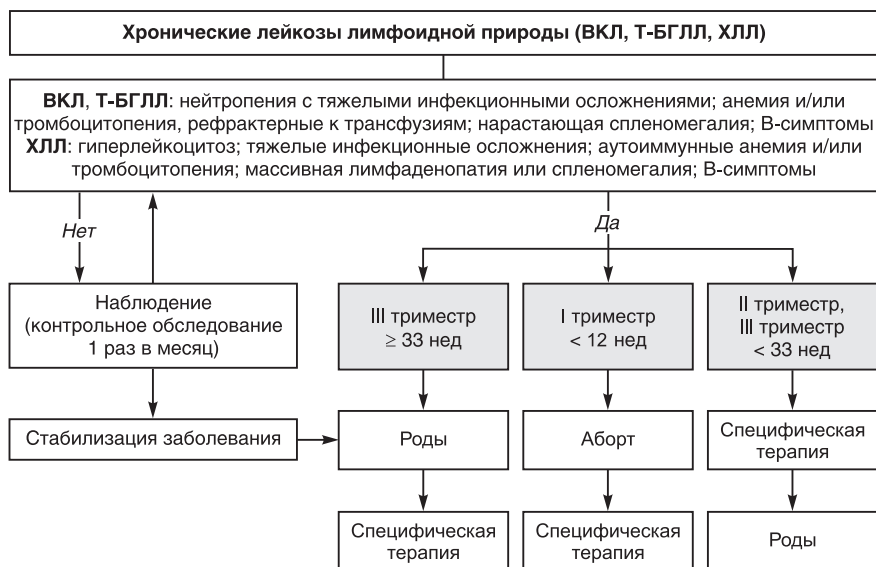 Хронические лейкозы лимфоидной природы (ВКЛ, Т-БГЛЛ, ХЛЛ)
ВКЛ, Т-БГЛЛ: нейтропения с тяжелыми инфекционными осложнениями; анемия и/или
тромбоцитопения, рефрактерные к трансфузиям; нарастающая спленомегалия; В-симптомы
ХЛЛ: гиперлейкоцитоз; тяжелые инфекционные осложнения; аутоиммунные анемия и/или
тромбоцитопения; массивная лимфаденопатия или спленомегалия; В-симптомы
Нет
Да
Наблюдение
(контрольное обследование
1 раз в месяц)
III триместр
≥ 33 нед
I триместр
< 12 нед
II триместр,
III триместр
< 33 нед
Стабилизация заболевания
Роды
Аборт
Специфическая
терапия
Специфическая
терапия
Специфическая
терапия
Роды